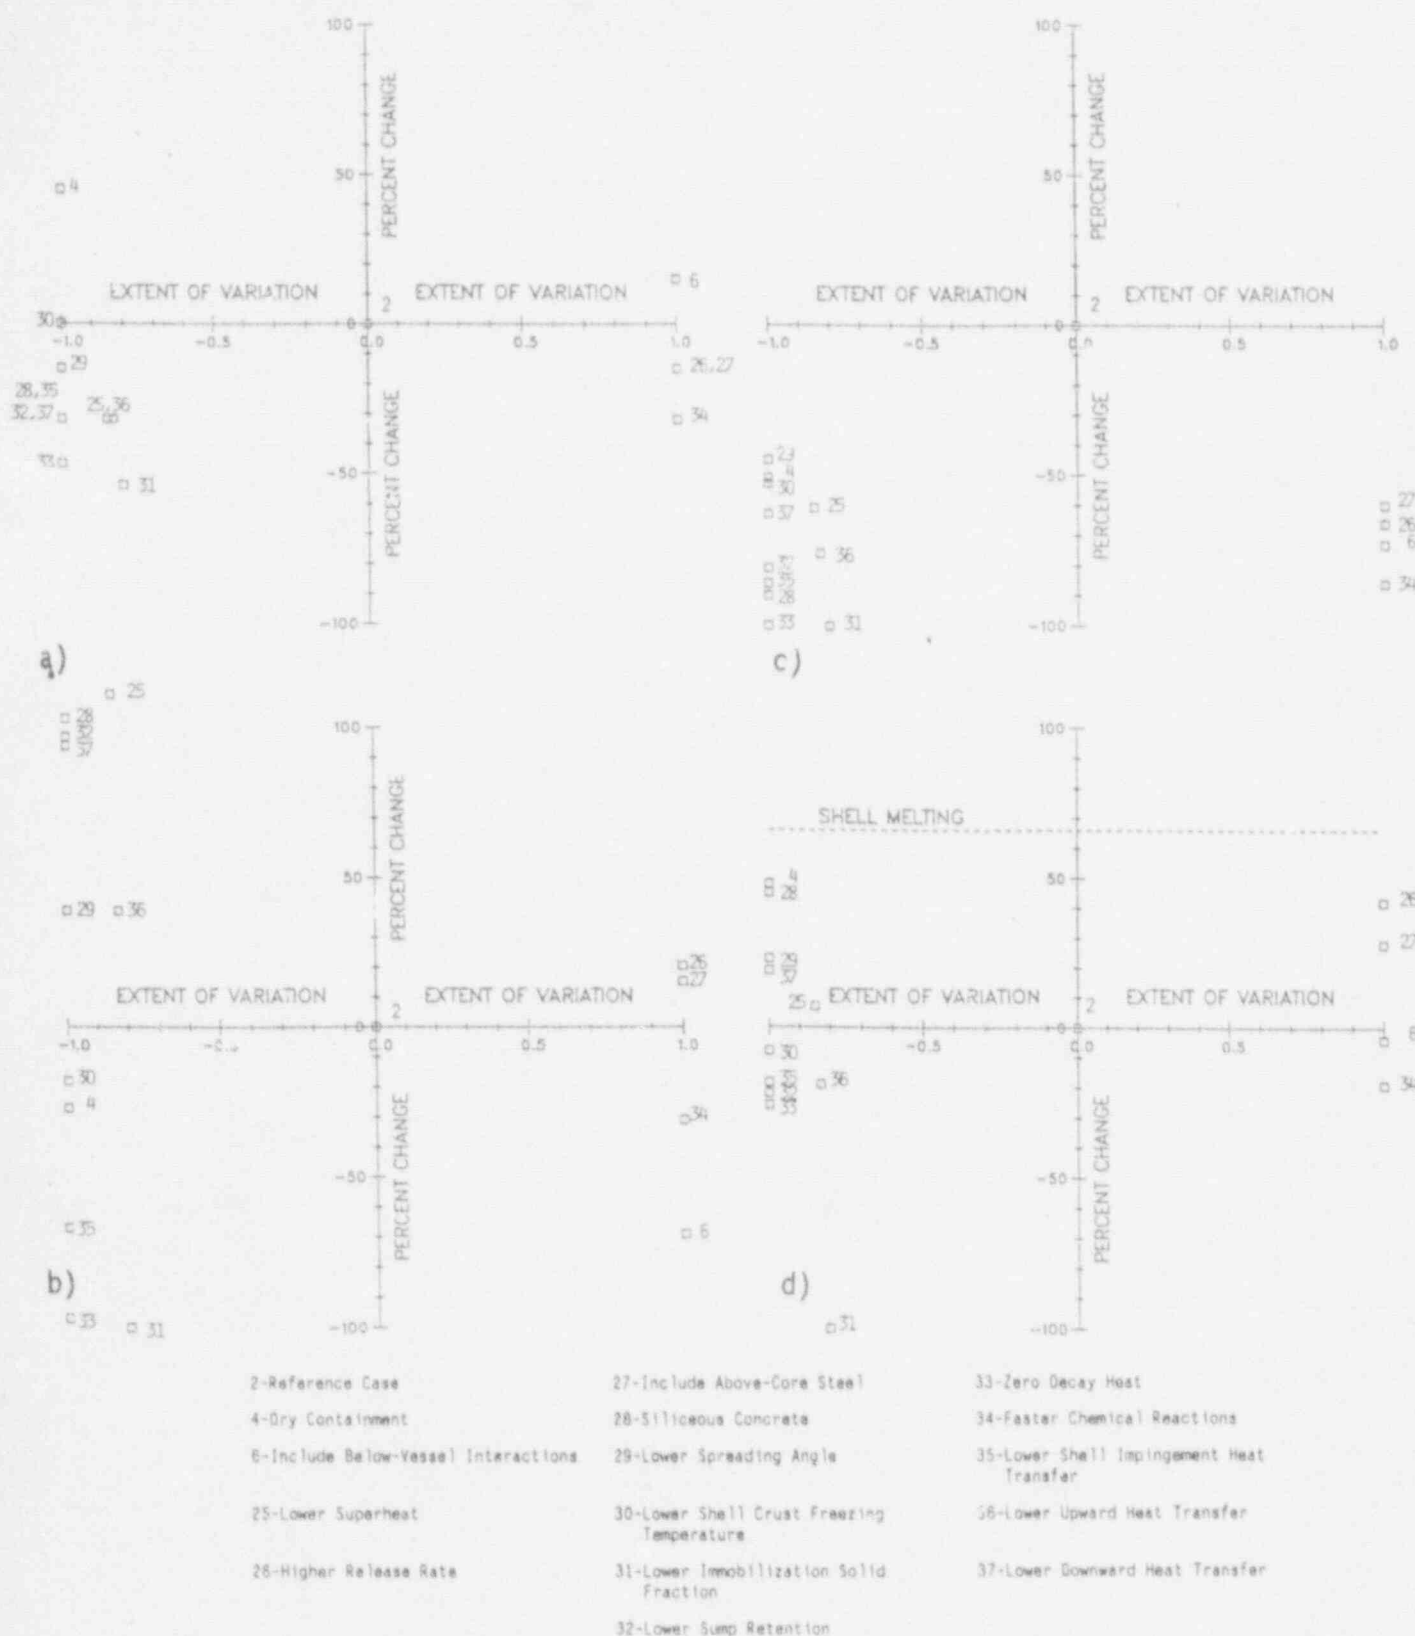 100
50
PERCENT CHANGE
4
6
EXTENT OF VARIATION
EXTENT OF VARIATION
2
30
0
-1.0
-0.5
0.0
0.5
1.0
29
26,27
28,35
32,37
25,36
34
33
31
-50
PERCENT CHANGE
-100
a)
100
50
PERCENT CHANGE
EXTENT OF VARIATION
EXTENT OF VARIATION
2
0
-1.0
-0.5
0.0
0.5
1.0
-50
PERCENT CHANGE
37
25
36
33
31
27
26
34
-100
c)
25
28
100
50
PERCENT CHANGE
29
36
26
27
EXTENT OF VARIATION
EXTENT OF VARIATION
2
0
-1.0
0.0
0.5
1.0
30
4
34
-50
PERCENT CHANGE
35
6
b)
33
31
-100
100
SHELL MELTING
50
28
26
27
25
EXTENT OF VARIATION
EXTENT OF VARIATION
2
0
-0.5
0.0
0.5
30
36
33
34
-50
PERCENT CHANGE
d)
31
-100
2-Reference Case
4-Dry Containment
6-Include Below-Vessel Interactions
25-Lower Superheat
26-Higher Release Rate
27-Include Above-Core Steel
28-Siliceous Concrete
29-Lower Spreading Angle
30-Lower Shell Crust Freezing
Temperature
31-Lower Immobilization Solid
Fraction
32-Lower Sump Retention
33-Zero Decay Heat
34-Faster Chemical Reactions
35-Lower Shell Impingement Heat
Transfer
36-Lower Upward Heat Transfer
37-Lower Downward Heat Transfer